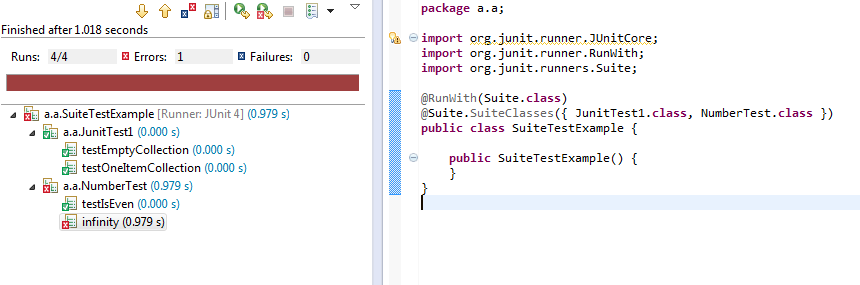 Finished after 1.018 seconds
Runs: 4/4 Errors: 1 Failures: 0
a.a.SuiteTestExample [Runner: JUnit 4] (0.979 s)
a.a.JunitTest1 (0.000 s)
testEmptyCollection (0.000 s)
testOneItemCollection (0.000 s)
a.a.NumberTest (0.979 s)
testIsEven (0.000 s)
infinity (0.979 s)
package a.a;
import org.junit.runner.JUnitCore;
import org.junit.runner.RunWith;
import org.junit.runners.Suite;
@RunWith(Suite.class)
@Suite.SuiteClasses({ JunitTest1.class, NumberTest.class })
public class SuiteTestExample {
public SuiteTestExample() {
}
}